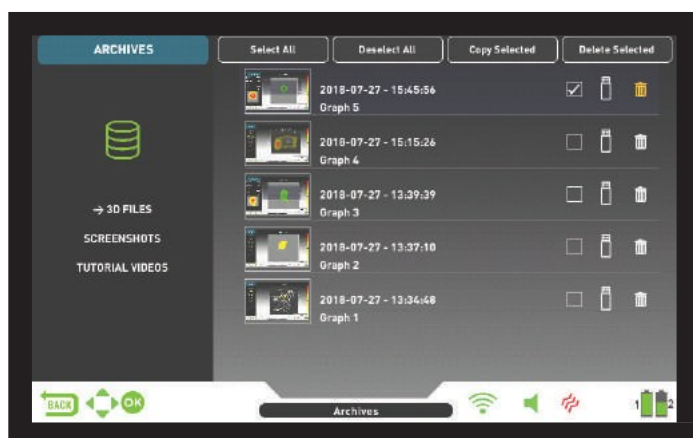 ARCHIVES
Select All
Deselect All
Copy Selected
Delete Selected
2018-07-27 - 15:45:56
Graph 5
2018-07-27 - 15:15:26
Graph 4
2018-07-27 - 13:39:39
Graph 3
2018-07-27 - 13:37:10
Graph 2
2018-07-27 - 13:34:48
Graph 1
→ 3D FILES
SCREENSHOTS
TUTORIAL VIDEOS
BACK
OK
Archives
1
2